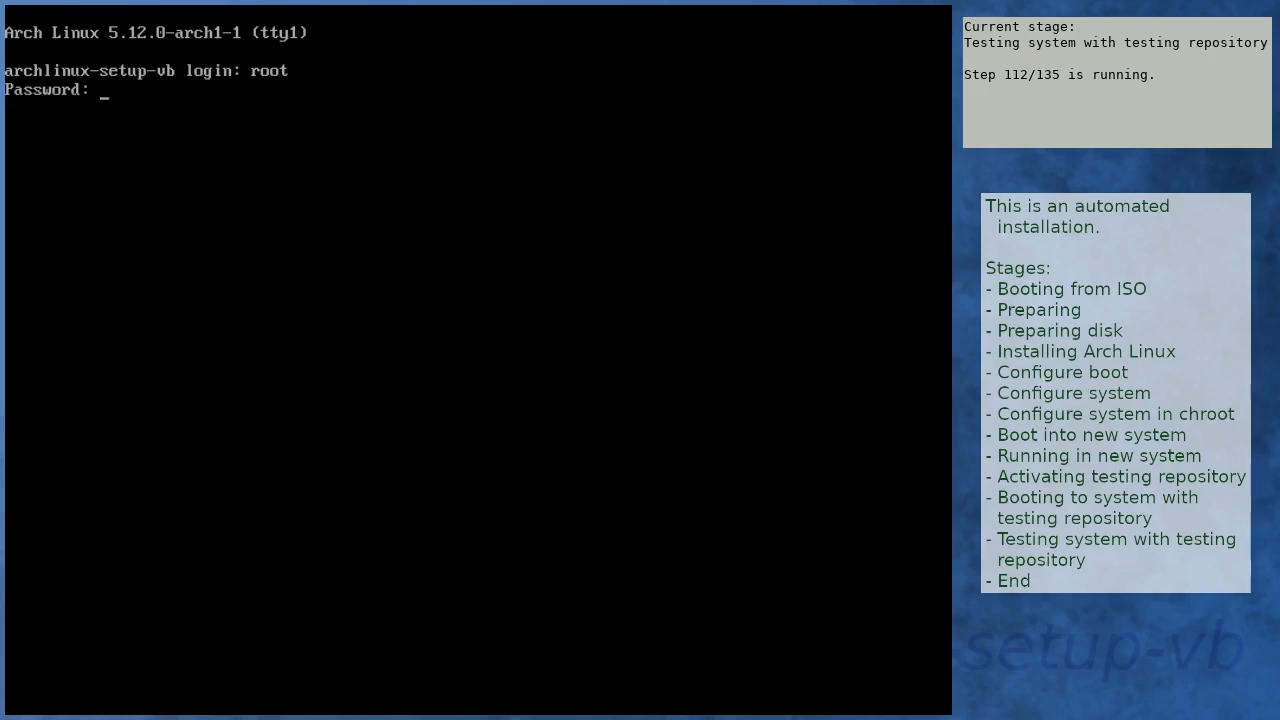 Arch Linux 5.12.0-arch1-1 (tty1)
archlinux-setup-vb login: root
Password: _
Current stage:
Testing system with testing repository
Step 112/135 is running.
This is an automated
installation.
Stages:
- Booting from ISO
- Preparing
- Preparing disk
- Installing Arch Linux
- Configure boot
- Configure system
- Configure system in chroot
- Boot into new system
- Running in new system
- Activating testing repository
- Booting to system with
testing repository
- Testing system with testing
repository
- End
setup-vb